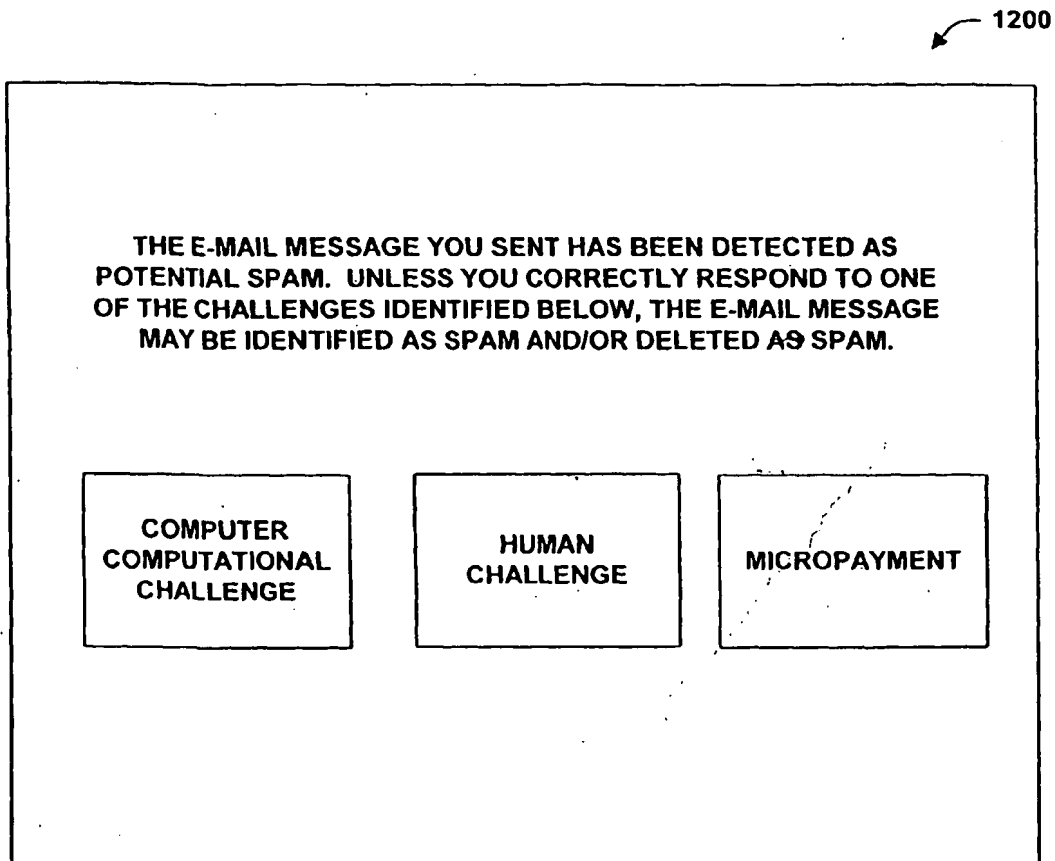 1200
THE E-MAIL MESSAGE YOU SENT HAS BEEN DETECTED AS
POTENTIAL SPAM. UNLESS YOU CORRECTLY RESPOND TO ONE
OF THE CHALLENGES IDENTIFIED BELOW, THE E-MAIL MESSAGE
MAY BE IDENTIFIED AS SPAM AND/OR DELETED AS SPAM.
COMPUTER
COMPUTATIONAL
CHALLENGE
HUMAN
CHALLENGE
MICROPAYMENT